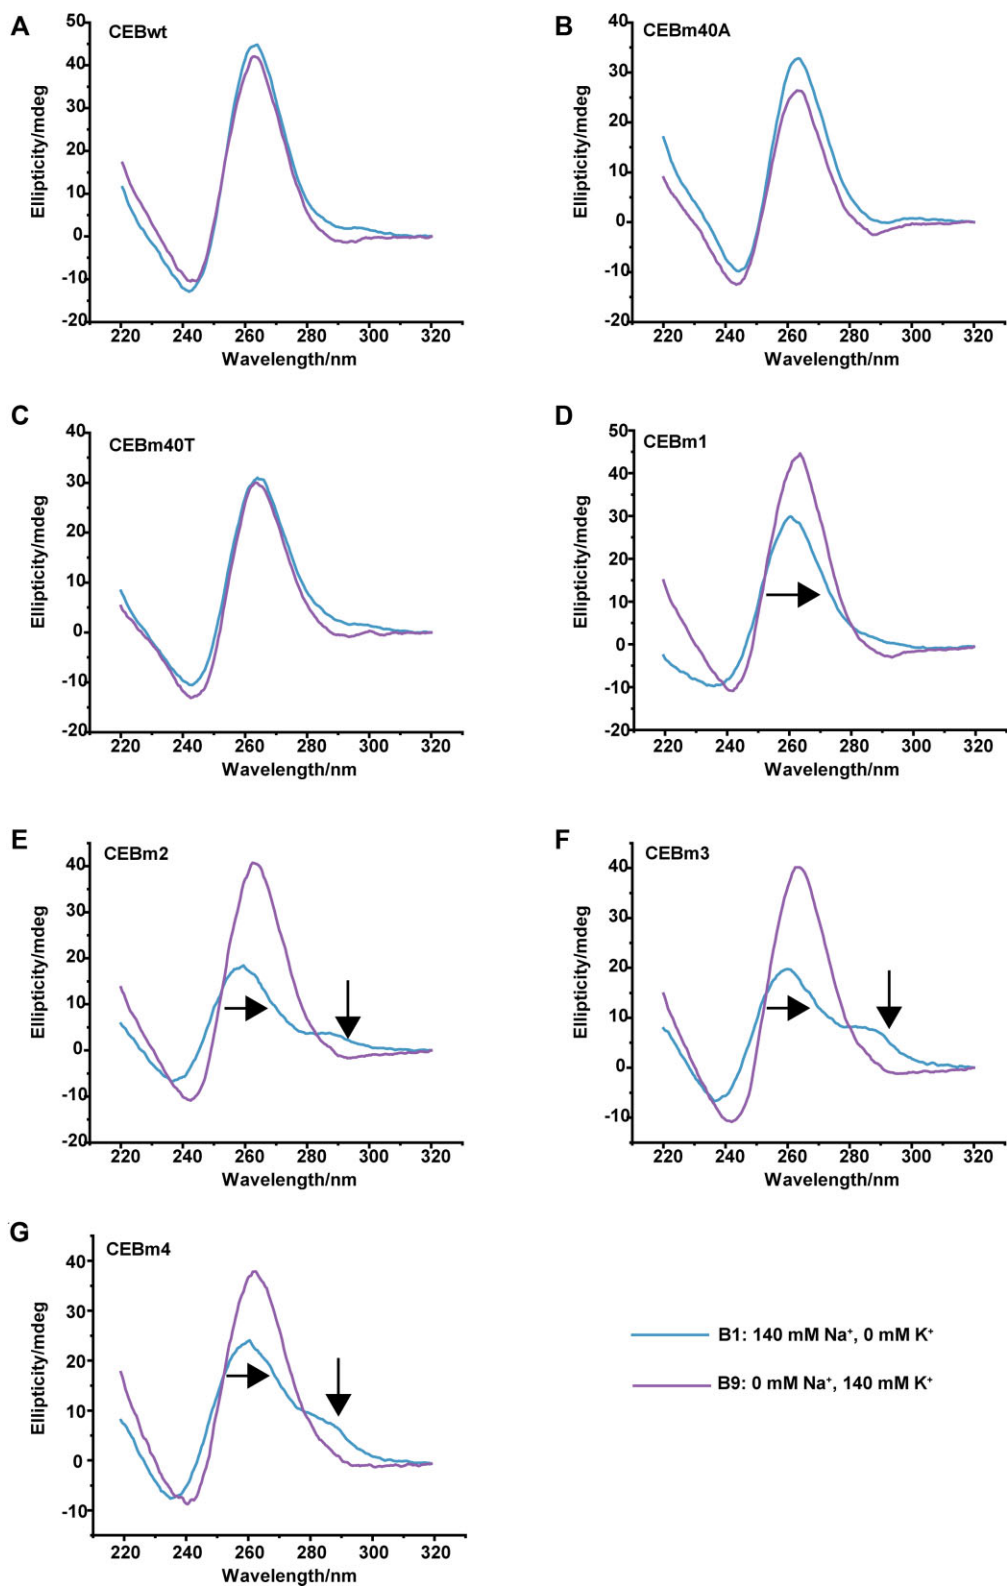 A
CEBwt
Ellipticity/mdeg
50
40
30
20
10
0
-10
-20
220 240 260 280 300 320
Wavelength/nm
B
CEBm40A
Ellipticity/mdeg
40
30
20
10
0
-10
-20
220 240 260 280 300 320
Wavelength/nm
C
CEBm40T
Ellipticity/mdeg
40
30
20
10
0
-10
-20
220 240 260 280 300 320
Wavelength/nm
D
CEBm1
Ellipticity/mdeg
50
40
30
20
10
0
-10
-20
220 240 260 280 300 320
Wavelength/nm
E
CEBm2
Ellipticity/mdeg
40
30
20
10
0
-10
-20
220 240 260 280 300 320
Wavelength/nm
F
CEBm3
Ellipticity/mdeg
40
30
20
10
0
-10
220 240 260 280 300 320
Wavelength/nm
G
CEBm4
Ellipticity/mdeg
40
30
20
10
0
-10
220 240 260 280 300 320
Wavelength/nm
B1: 140 mM Na⁺, 0 mM K⁺
B9: 0 mM Na⁺, 140 mM K⁺